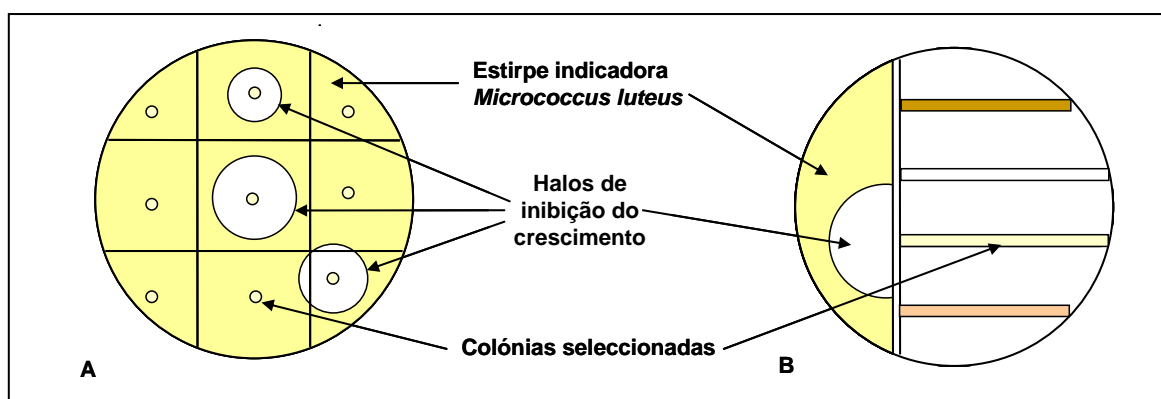 Estirpe indicadora
Micrococcus luteus
Halos de
inibição do
crescimento
Colónias seleccionadas
A
B